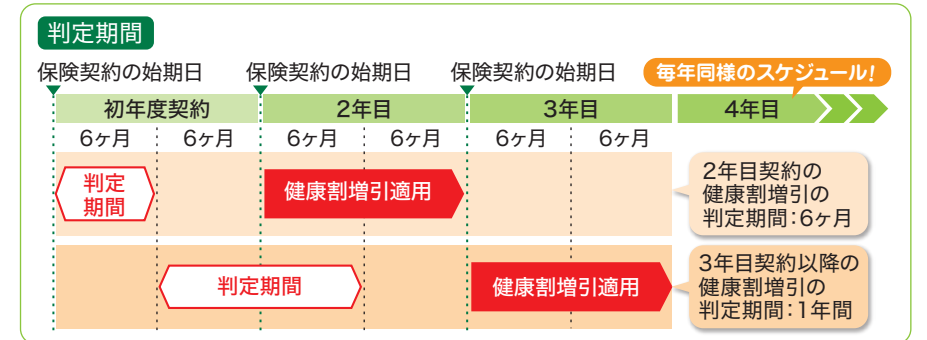 判定期間
保険契約の始期日 保険契約の始期日 保険契約の始期日 毎年同様のスケジュール!
初年度契約 2年目 3年目 4年目
6ヶ月 6ヶ月 6ヶ月 6ヶ月 6ヶ月 6ヶ月
判定
期間
健康割増引適用
2年目契約の
健康割増引の
判定期間:6ヶ月
判定期間 健康割増引適用
3年目契約以降の
健康割増引の
判定期間:1年間